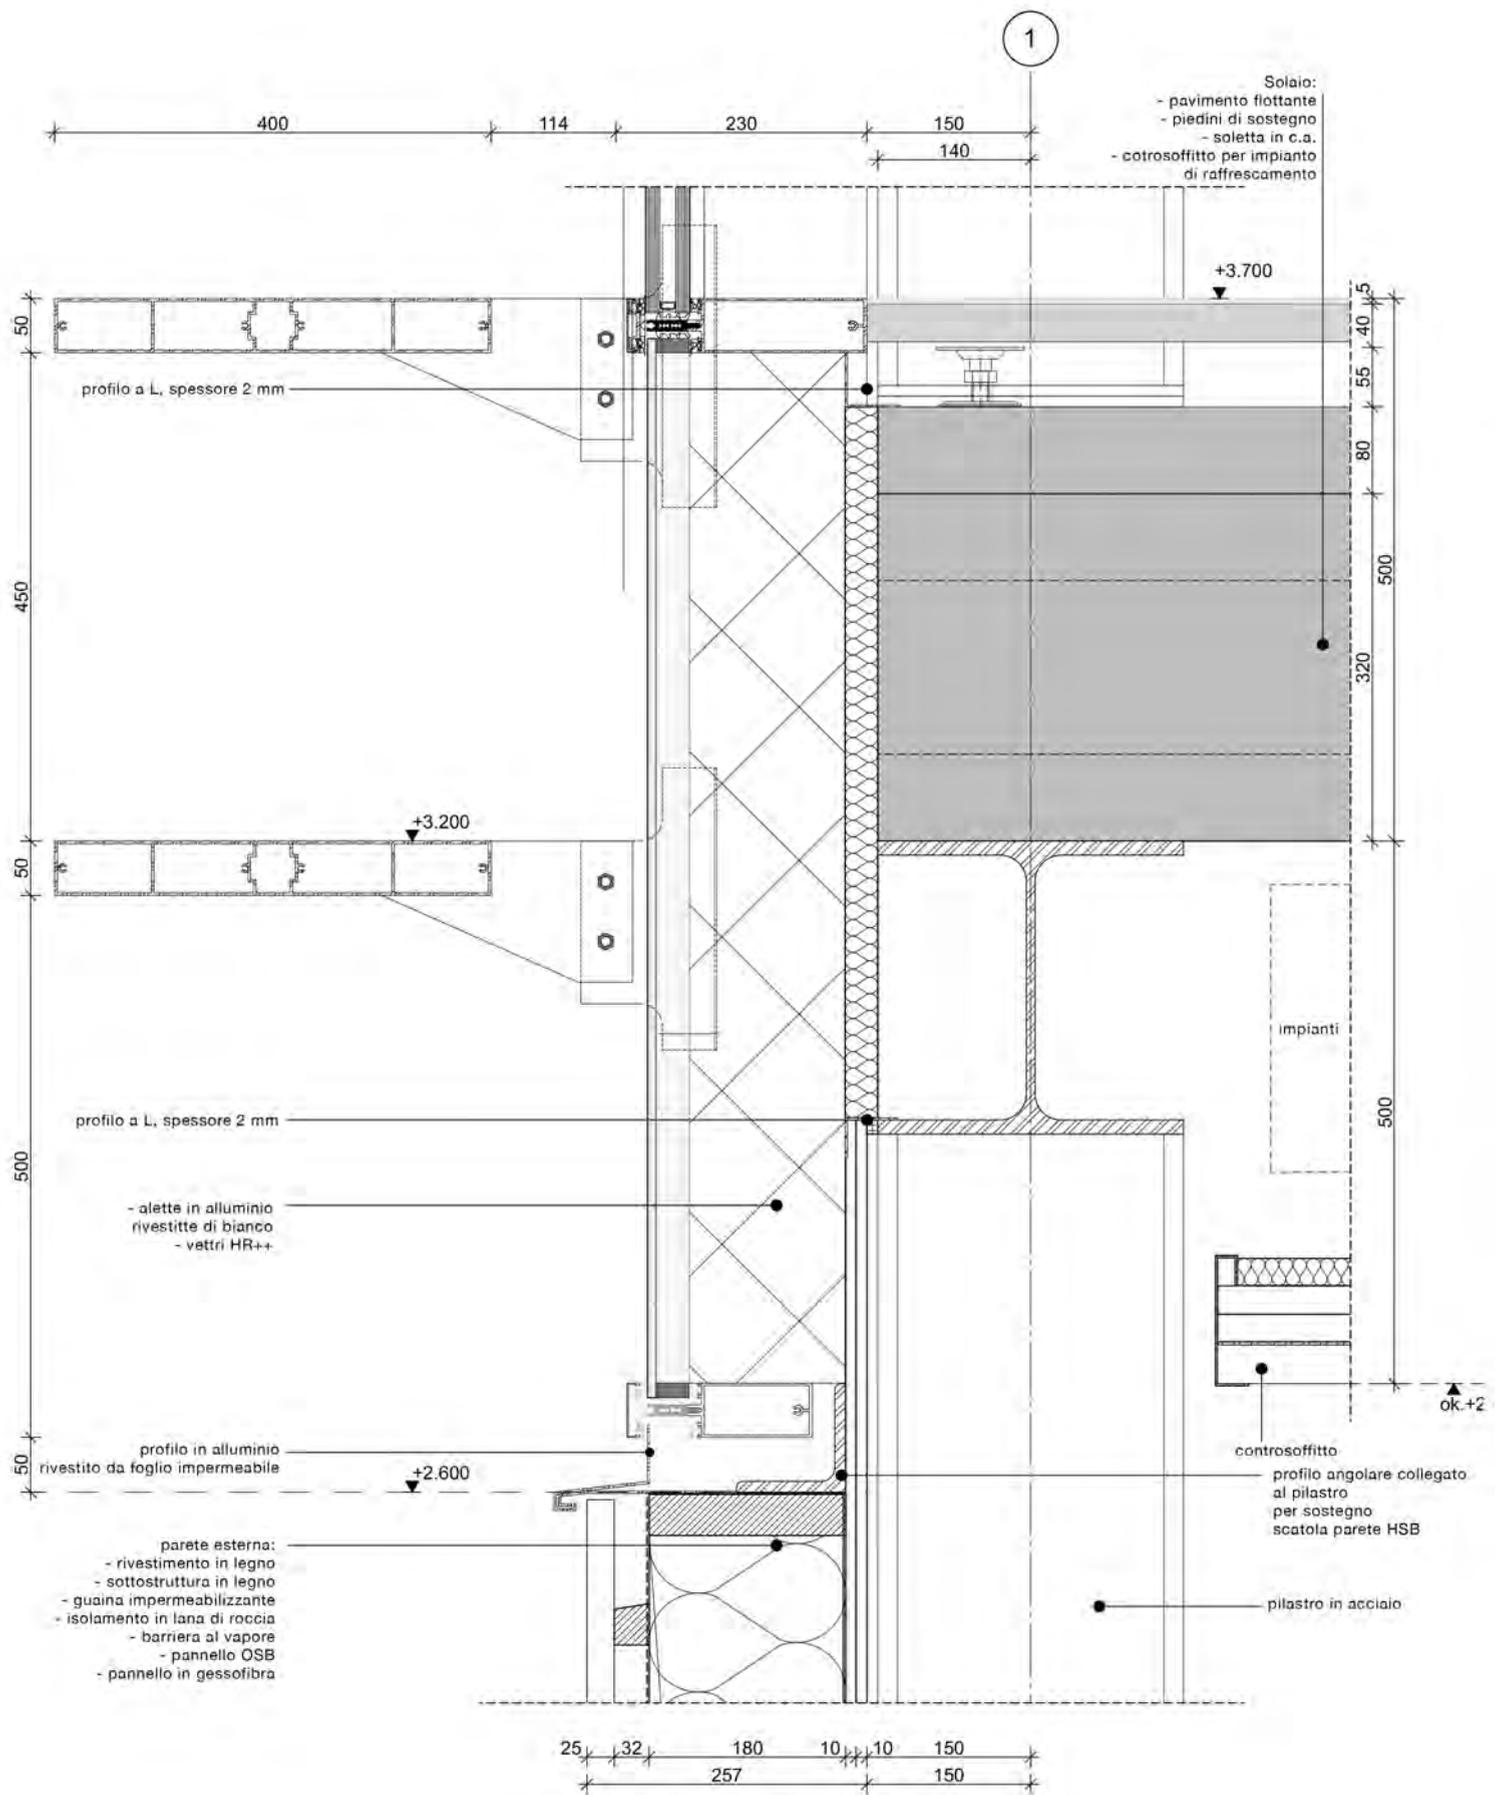 1
Solaio:
- pavimento flottante
- piedini di sostegno
- soletta in c.a.
- cotrosoffitto per impianto
di raffrescamento
400
114
230
150
140
+3.700
5
50
40
profilo a L, spessore 2 mm
55
80
450
500
320
+3.200
50
impianti
profilo a L, spessore 2 mm
500
500
- alette in alluminio
rivestitte di bianco
- vettri HR++
ok.+2
controsoffitto
profilo in alluminio
rivestito da foglio impermeabile
50
+2.600
profilo angolare collegato
al pilastro
per sostegno
scatola parete HSB
parete esterna:
- rivestimento in legno
- sottostruttura in legno
- guaina impermeabilizzante
- isolamento in lana di roccia
- barriera al vapore
- pannello OSB
- pannello in gessofibra
pilastro in acciaio
25
32
180
10
10
150
257
150